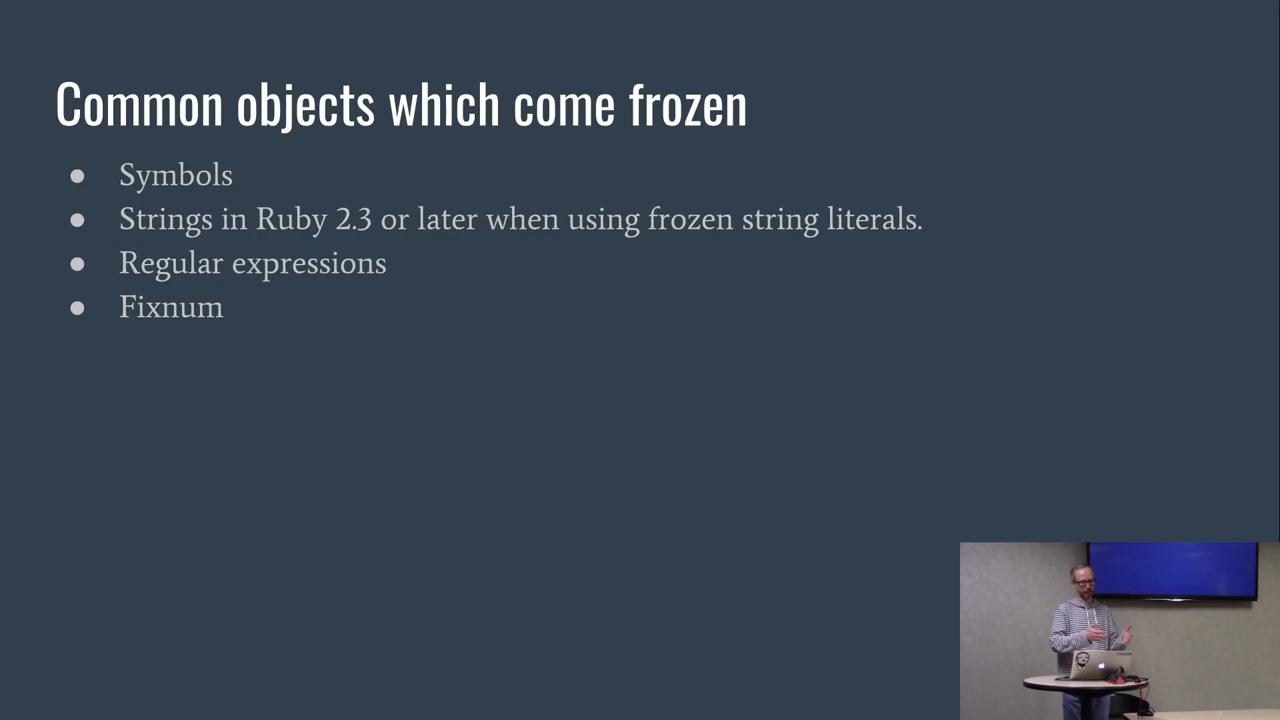 Common objects which come frozen
● Symbols
● Strings in Ruby 2.3 or later when using frozen string literals.
● Regular expressions
● Fixnum